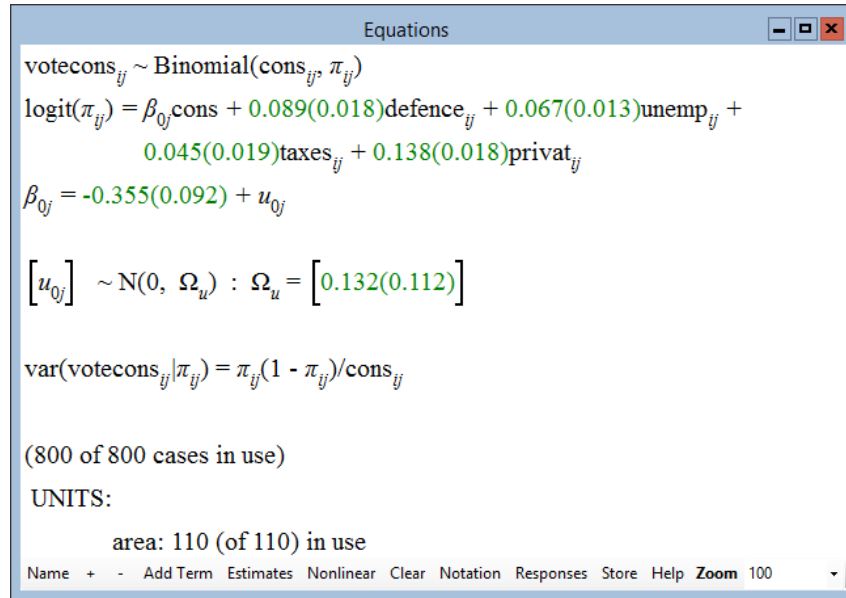 Equations
votecons_ij ~ Binomial(cons_ij, π_ij)
logit(π_ij) = β_0jcons + 0.089(0.018)defence_ij + 0.067(0.013)unemp_ij +
0.045(0.019)taxes_ij + 0.138(0.018)privat_ij
β_0j = -0.355(0.092) + u_0j
[u_0j] ~ N(0, Ω_u) : Ω_u = [0.132(0.112)]
var(votecons_ij|π_ij) = π_ij(1 - π_ij)/cons_ij
(800 of 800 cases in use)
UNITS:
area: 110 (of 110) in use
Name + - Add Term Estimates Nonlinear Clear Notation Responses Store Help Zoom 100